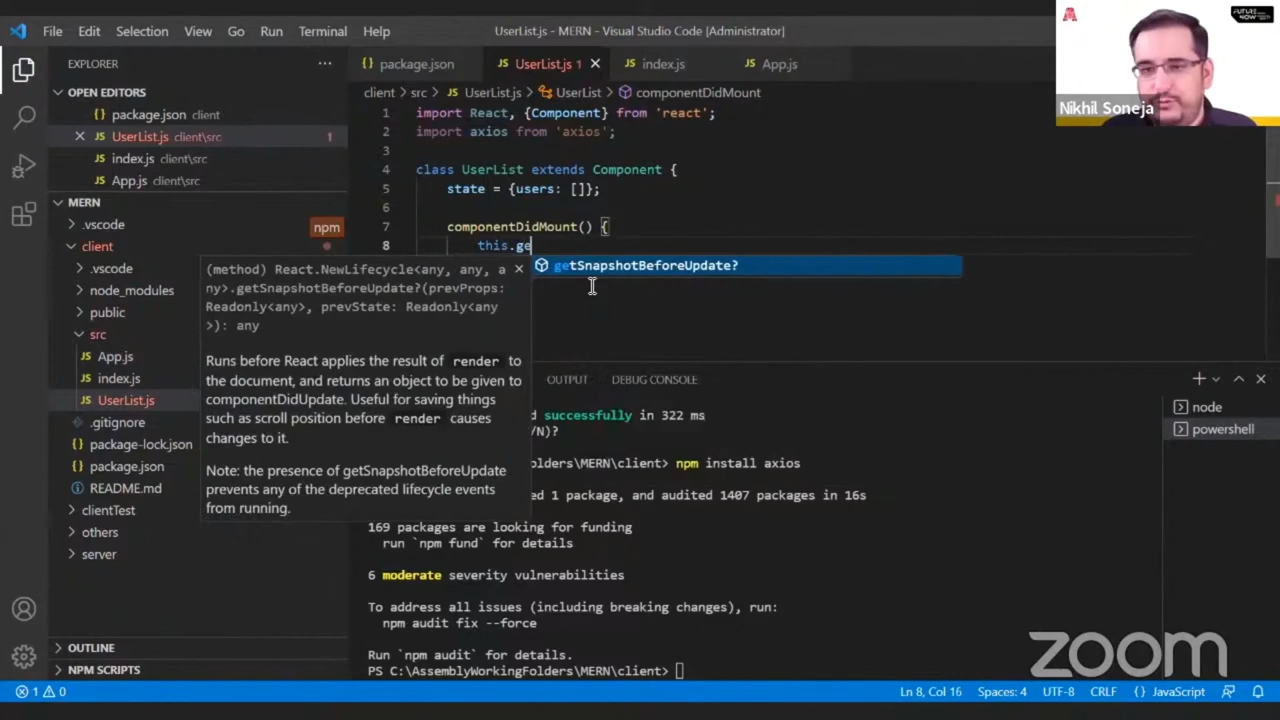 File Edit Selection View Go Run Terminal Help
UserList.js - MERN - Visual Studio Code [Administrator]
FUTURE NOW
Nikhil Soneja
EXPLORER
OPEN EDITORS
package.json client
UserList.js client\src 1
index.js client\src
App.js client\src
MERN
.vscode
npm
client
.vscode
node_modules
public
src
App.js
index.js
UserList.js
.gitignore
package-lock.json
package.json
README.md
clientTest
others
server
OUTLINE
NPM SCRIPTS
package.json
UserList.js 1
index.js
App.js
client > src > UserList.js > UserList > componentDidMount
1 import React, {Component} from 'react';
2 import axios from 'axios';
3
4 class UserList extends Component {
5 state = {users: []};
6
7 componentDidMount() {
8 this.ge
getSnapshotBeforeUpdate?
(method) React.NewLifecycle<any, any, a
ny>.getSnapshotBeforeUpdate?(prevProps:
Readonly<any>, prevState: Readonly<any
>): any
Runs before React applies the result of render to
the document, and returns an object to be given to
componentDidUpdate. Useful for saving things
such as scroll position before render causes
changes to it.
Note: the presence of getSnapshotBeforeUpdate
prevents any of the deprecated lifecycle events
from running.
OUTPUT DEBUG CONSOLE
d successfully in 322 ms
/N)?
olders\MERN\client> npm install axios
ed 1 package, and audited 1407 packages in 16s
169 packages are looking for funding
run `npm fund` for details
6 moderate severity vulnerabilities
To address all issues (including breaking changes), run:
npm audit fix --force
Run `npm audit` for details.
PS C:\AssemblyWorkingFolders\MERN\client>
node
powershell
zoom
1 0
Ln 8, Col 16 Spaces: 4 UTF-8 CRLF {} JavaScript